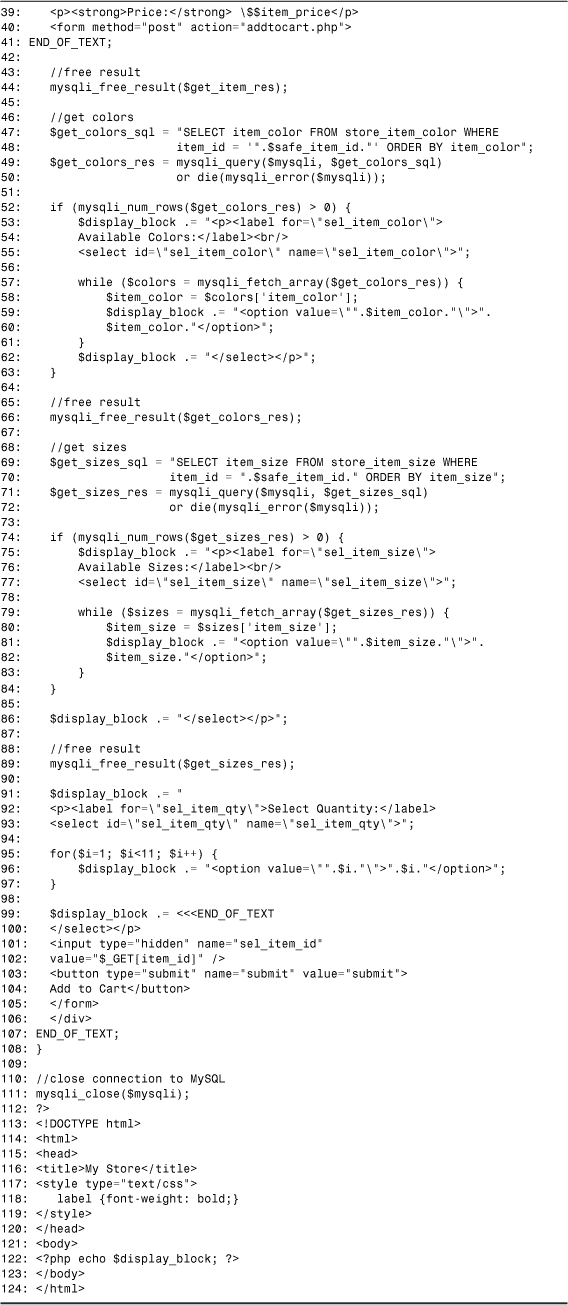 39:    <p><strong>Price:</strong> \$$item_price</p>
40:    <form method="post" action="addtocart.php">
41: END_OF_TEXT;
42:
43:    //free result
44:    mysqli_free_result($get_item_res);
45:
46:    //get colors
47:    $get_colors_sql = "SELECT item_color FROM store_item_color WHERE
48:                      item_id = '".$safe_item_id."' ORDER BY item_color";
49:    $get_colors_res = mysqli_query($mysqli, $get_colors_sql)
50:                      or die(mysqli_error($mysqli));
51:
52:    if (mysqli_num_rows($get_colors_res) > 0) {
53:        $display_block .= "<p><label for=\"sel_item_color\">
54:        Available Colors:</label><br/>
55:        <select id=\"sel_item_color\" name=\"sel_item_color\">";
56:
57:        while ($colors = mysqli_fetch_array($get_colors_res)) {
58:            $item_color = $colors['item_color'];
59:            $display_block .= "<option value=\"".$item_color."\">".
60:            $item_color."</option>";
61:        }
62:        $display_block .= "</select></p>";
63:    }
64:
65:    //free result
66:    mysqli_free_result($get_colors_res);
67:
68:    //get sizes
69:    $get_sizes_sql = "SELECT item_size FROM store_item_size WHERE
70:                     item_id = ".$safe_item_id." ORDER BY item_size";
71:    $get_sizes_res = mysqli_query($mysqli, $get_sizes_sql)
72:                     or die(mysqli_error($mysqli));
73:
74:    if (mysqli_num_rows($get_sizes_res) > 0) {
75:        $display_block .= "<p><label for=\"sel_item_size\">
76:        Available Sizes:</label><br/>
77:        <select id=\"sel_item_size\" name=\"sel_item_size\">";
78:
79:        while ($sizes = mysqli_fetch_array($get_sizes_res)) {
80:            $item_size = $sizes['item_size'];
81:            $display_block .= "<option value=\"".$item_size."\">".
82:            $item_size."</option>";
83:        }
84:    }
85:
86:    $display_block .= "</select></p>";
87:
88:    //free result
89:    mysqli_free_result($get_sizes_res);
90:
91:    $display_block .= "
92:    <p><label for=\"sel_item_qty\">Select Quantity:</label>
93:    <select id=\"sel_item_qty\" name=\"sel_item_qty\">";
94:
95:    for($i=1; $i<11; $i++) {
96:        $display_block .= "<option value=\"".$i."\">".$i."</option>";
97:    }
98:
99:    $display_block .= <<<END_OF_TEXT
100:   </select></p>
101:   <input type="hidden" name="sel_item_id"
102:   value="$_GET[item_id]" />
103:   <button type="submit" name="submit" value="submit">
104:   Add to Cart</button>
105:   </form>
106:   </div>
107: END_OF_TEXT;
108: }
109:
110: //close connection to MySQL
111: mysqli_close($mysqli);
112: ?>
113: <!DOCTYPE html>
114: <html>
115: <head>
116: <title>My Store</title>
117: <style type="text/css">
118:    label {font-weight: bold;}
119: </style>
120: </head>
121: <body>
122: <?php echo $display_block; ?>
123: </body>
124: </html>